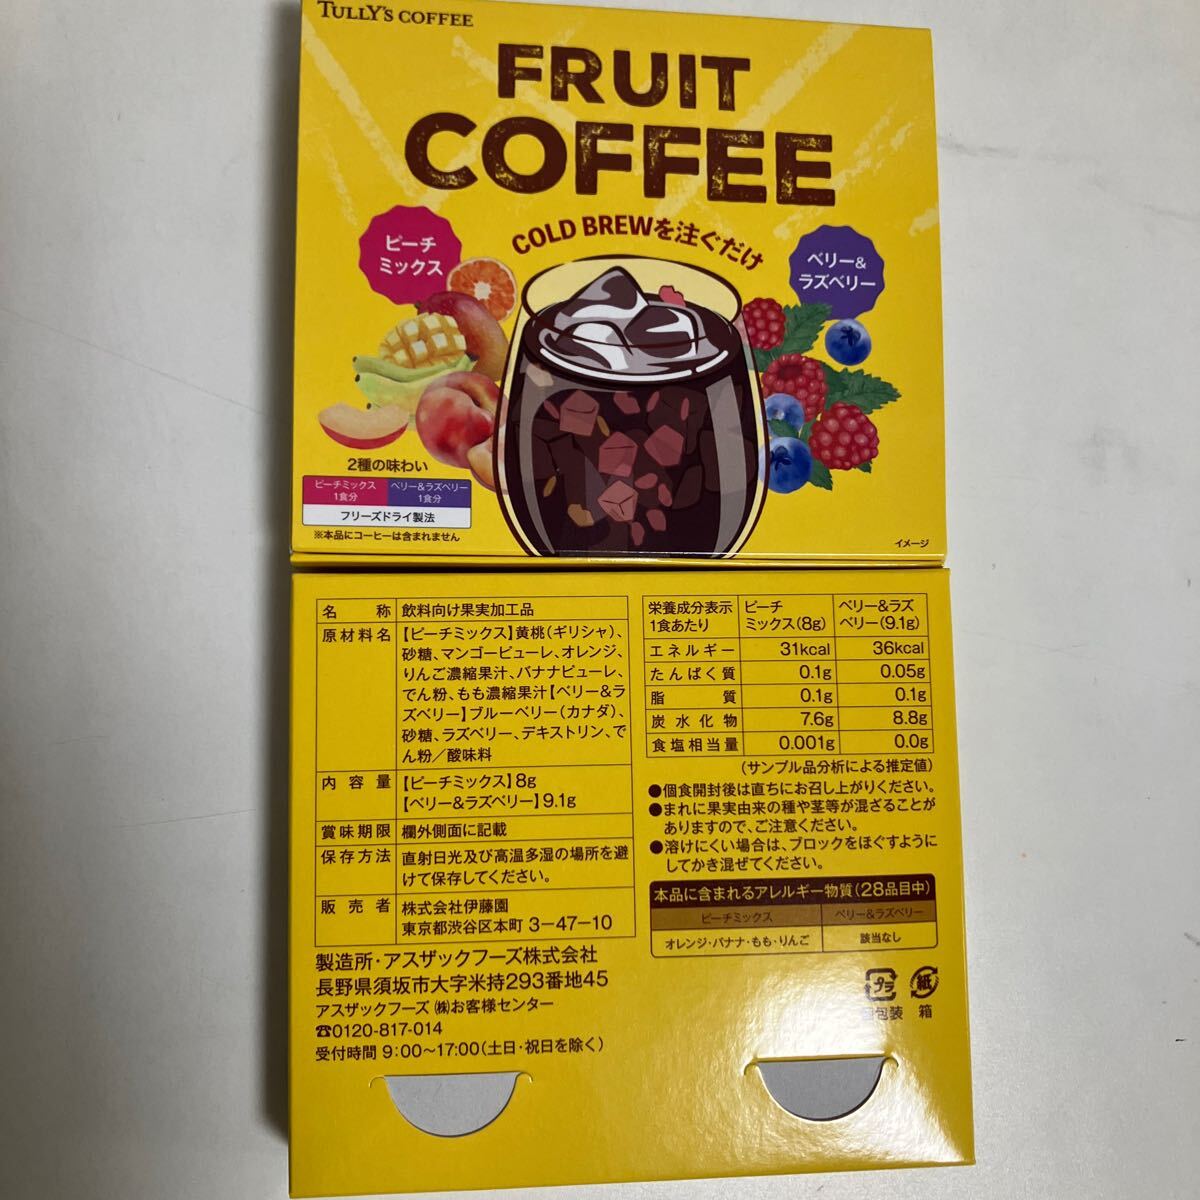 TULLY'S COFFEE
FRUIT
COFFEE
COLD BREWを注ぐだけ
ピーチ
ミックス
ベリー&
ラズベリー
2種の味わい
ピーチミックス
1食分
ベリー&ラズベリー
1食分
フリーズドライ製法
※本品にコーヒーは含まれません
イメージ
名称 飲料向け果実加工品
原材料名 【ピーチミックス】黄桃(ギリシャ)、
砂糖、マンゴーピューレ、オレンジ、
りんご濃縮果汁、バナナピューレ、
でん粉、もも濃縮果汁【ベリー&ラ
ズベリー】ブルーベリー(カナダ)、
砂糖、ラズベリー、デキストリン、で
ん粉／酸味料
内容量 【ピーチミックス】8g
【ベリー&ラズベリー】9.1g
賞味期限 欄外側面に記載
保存方法 直射日光及び高温多湿の場所を避
けて保存してください。
販売者 株式会社伊藤園
東京都渋谷区本町 3-47-10
製造所・アスザックフーズ株式会社
長野県須坂市大字米持293番地45
アスザックフーズ ㈱お客様センター
☎0120-817-014
受付時間 9:00〜17:00(土日・祝日を除く)
栄養成分表示
1食あたり
ピーチ
ミックス(8g)
ベリー&ラズ
ベリー(9.1g)
エネルギー 31kcal 36kcal
たんぱく質 0.1g 0.05g
脂質 0.1g 0.1g
炭水化物 7.6g 8.8g
食塩相当量 0.001g 0.0g
(サンプル品分析による推定値)
●個食開封後は直ちにお召し上がりください。
●まれに果実由来の種や茎等が混ざることが
ありますので、ご注意ください。
●溶けにくい場合は、ブロックをほぐすように
してかき混ぜてください。
本品に含まれるアレルギー物質(28品目中)
ピーチミックス ベリー&ラズベリー
オレンジ・バナナ・もも・りんご 該当なし
プラ 紙
個包装 箱